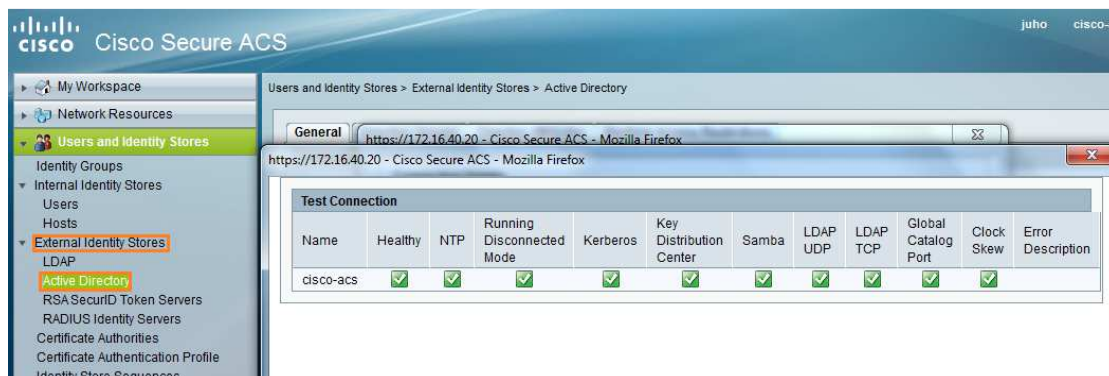 CISCO Cisco Secure ACS
juho cisco-
My Workspace
Network Resources
Users and Identity Stores
Identity Groups
Internal Identity Stores
Users
Hosts
External Identity Stores
LDAP
Active Directory
RSA SecurID Token Servers
RADIUS Identity Servers
Certificate Authorities
Certificate Authentication Profile
Identity Store Sequences
Users and Identity Stores > External Identity Stores > Active Directory
General
https://172.16.40.20 - Cisco Secure ACS - Mozilla Firefox
https://172.16.40.20 - Cisco Secure ACS - Mozilla Firefox
Test Connection
Name Healthy NTP Running Disconnected Mode Kerberos Key Distribution Center Samba LDAP UDP LDAP TCP Global Catalog Port Clock Skew Error Description
cisco-acs